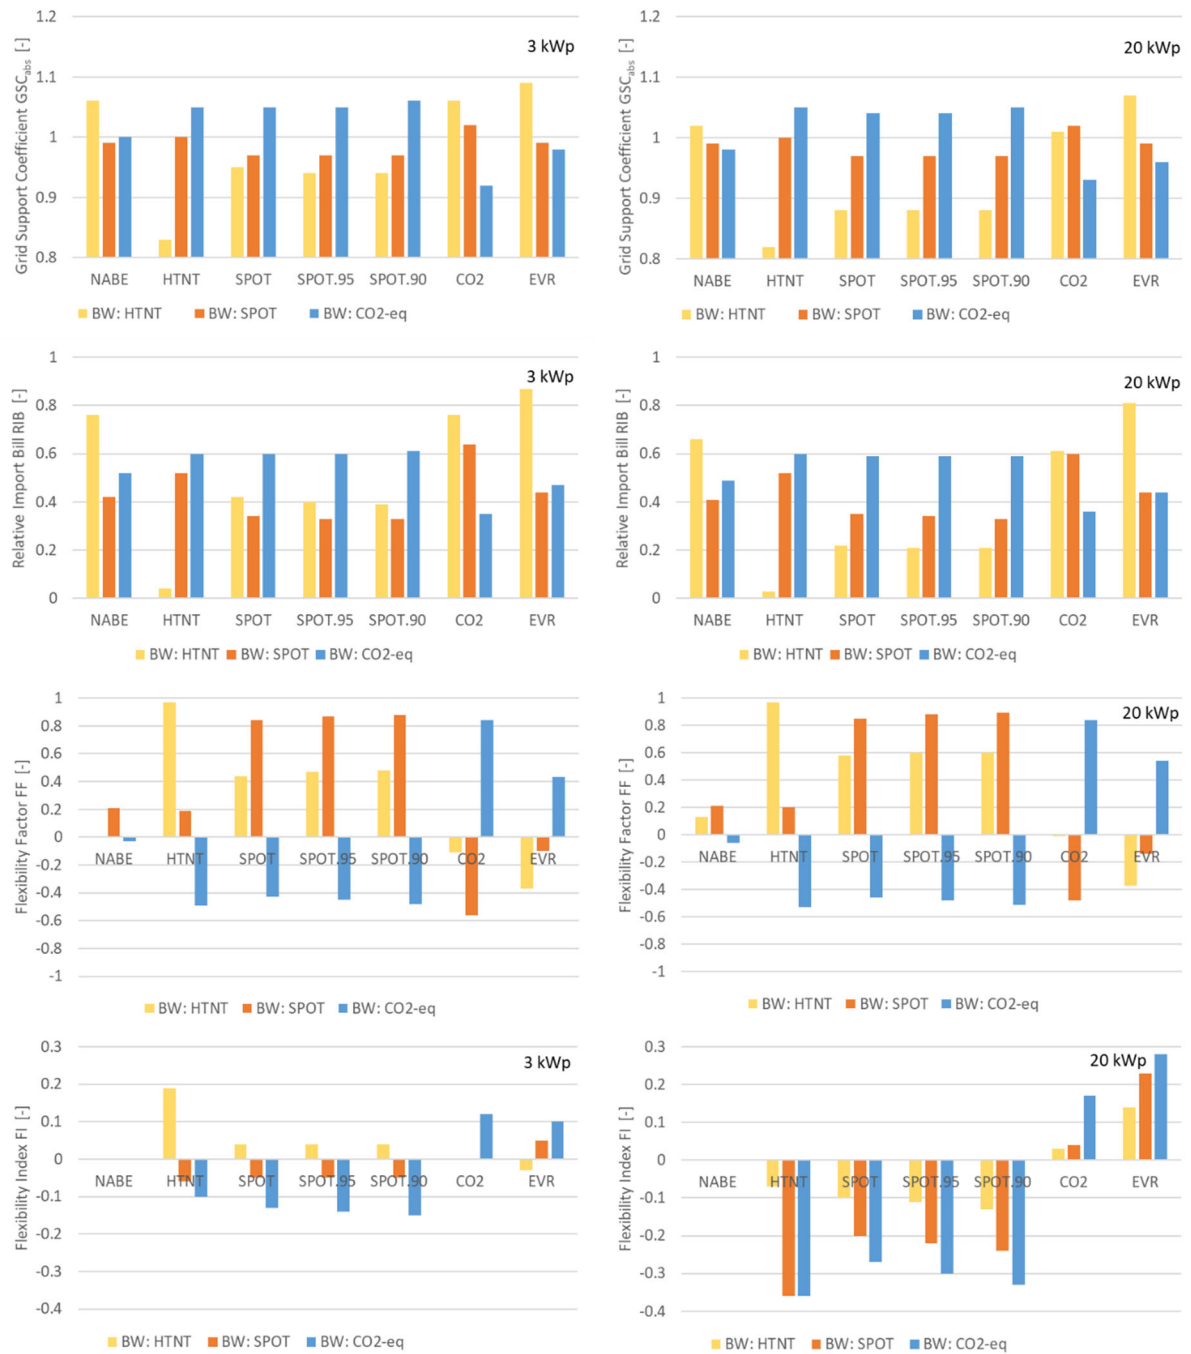 Grid Support Coefficient GSCabs [-]
1.2
1.1
1
0.9
0.8
3 kWp
NABE HTNT SPOT SPOT.95 SPOT.90 CO2 EVR
BW: HTNT BW: SPOT BW: CO2-eq
Grid Support Coefficient GSCabs [-]
1.2
1.1
1
0.9
0.8
20 kWp
NABE HTNT SPOT SPOT.95 SPOT.90 CO2 EVR
BW: HTNT BW: SPOT BW: CO2-eq
Relative Import Bill RIB [-]
1
0.8
0.6
0.4
0.2
0
3 kWp
NABE HTNT SPOT SPOT.95 SPOT.90 CO2 EVR
BW: HTNT BW: SPOT BW: CO2-eq
Relative Import Bill RIB [-]
1
0.8
0.6
0.4
0.2
0
20 kWp
NABE HTNT SPOT SPOT.95 SPOT.90 CO2 EVR
BW: HTNT BW: SPOT BW: CO2-eq
Flexibility Factor FF [-]
1
0.8
0.6
0.4
0.2
0
-0.2
-0.4
-0.6
-0.8
-1
NABE HTNT SPOT SPOT.95 SPOT.90 CO2 EVR
BW: HTNT BW: SPOT BW: CO2-eq
Flexibility Factor FF [-]
1
0.8
0.6
0.4
0.2
0
-0.2
-0.4
-0.6
-0.8
-1
20 kWp
NABE HTNT SPOT SPOT.95 SPOT.90 CO2 EVR
BW: HTNT BW: SPOT BW: CO2-eq
Flexibility Index FI [-]
0.3
0.2
0.1
0
-0.1
-0.2
-0.3
-0.4
3 kWp
NABE HTNT SPOT SPOT.95 SPOT.90 CO2 EVR
BW: HTNT BW: SPOT BW: CO2-eq
Flexibility Index FI [-]
0.3
0.2
0.1
0
-0.1
-0.2
-0.3
-0.4
20 kWp
NABE HTNT SPOT SPOT.95 SPOT.90 CO2 EVR
BW: HTNT BW: SPOT BW: CO2-eq